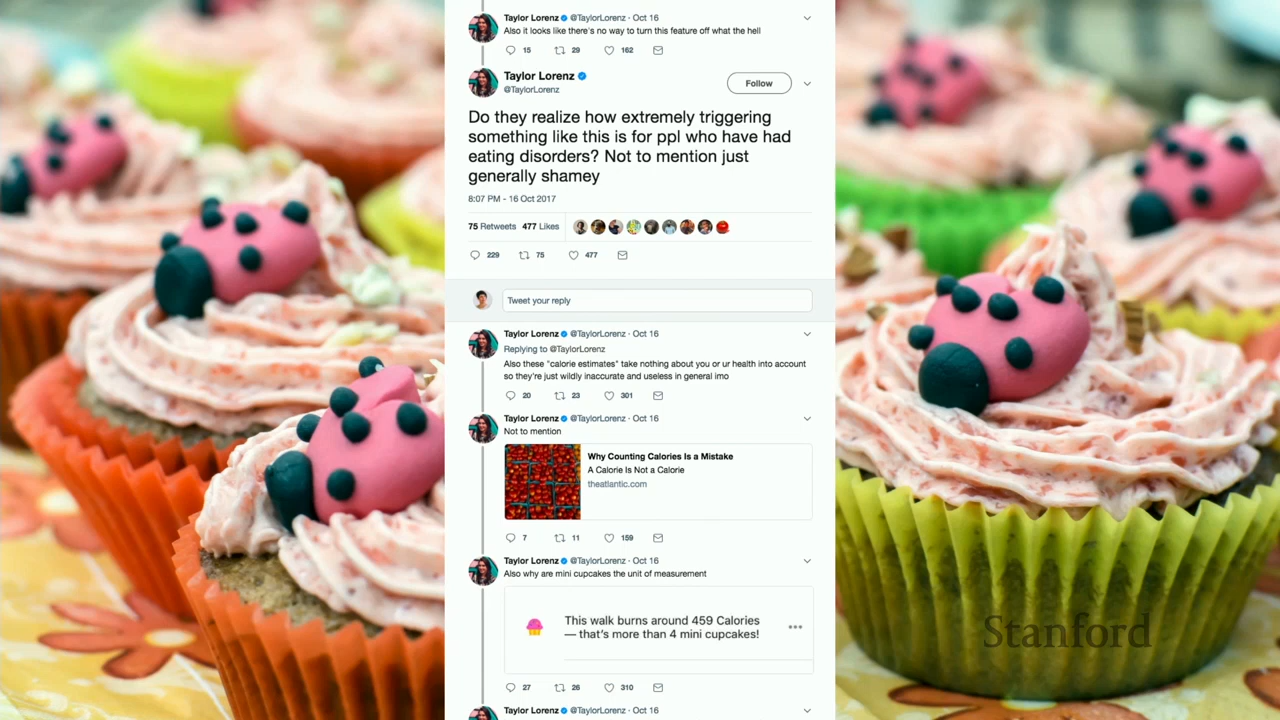 Taylor Lorenz @TaylorLorenz · Oct 16
Also it looks like there's no way to turn this feature off what the hell
15 29 162
Taylor Lorenz
@TaylorLorenz
Follow
Do they realize how extremely triggering
something like this is for ppl who have had
eating disorders? Not to mention just
generally shamey
8:07 PM - 16 Oct 2017
75 Retweets 477 Likes
229 75 477
Tweet your reply
Taylor Lorenz @TaylorLorenz · Oct 16
Replying to @TaylorLorenz
Also these "calorie estimates" take nothing about you or ur health into account
so they're just wildly inaccurate and useless in general imo
20 23 301
Taylor Lorenz @TaylorLorenz · Oct 16
Not to mention
Why Counting Calories Is a Mistake
A Calorie Is Not a Calorie
theatlantic.com
7 11 159
Taylor Lorenz @TaylorLorenz · Oct 16
Also why are mini cupcakes the unit of measurement
This walk burns around 459 Calories
— that's more than 4 mini cupcakes!
27 26 310
Taylor Lorenz @TaylorLorenz · Oct 16
Stanford